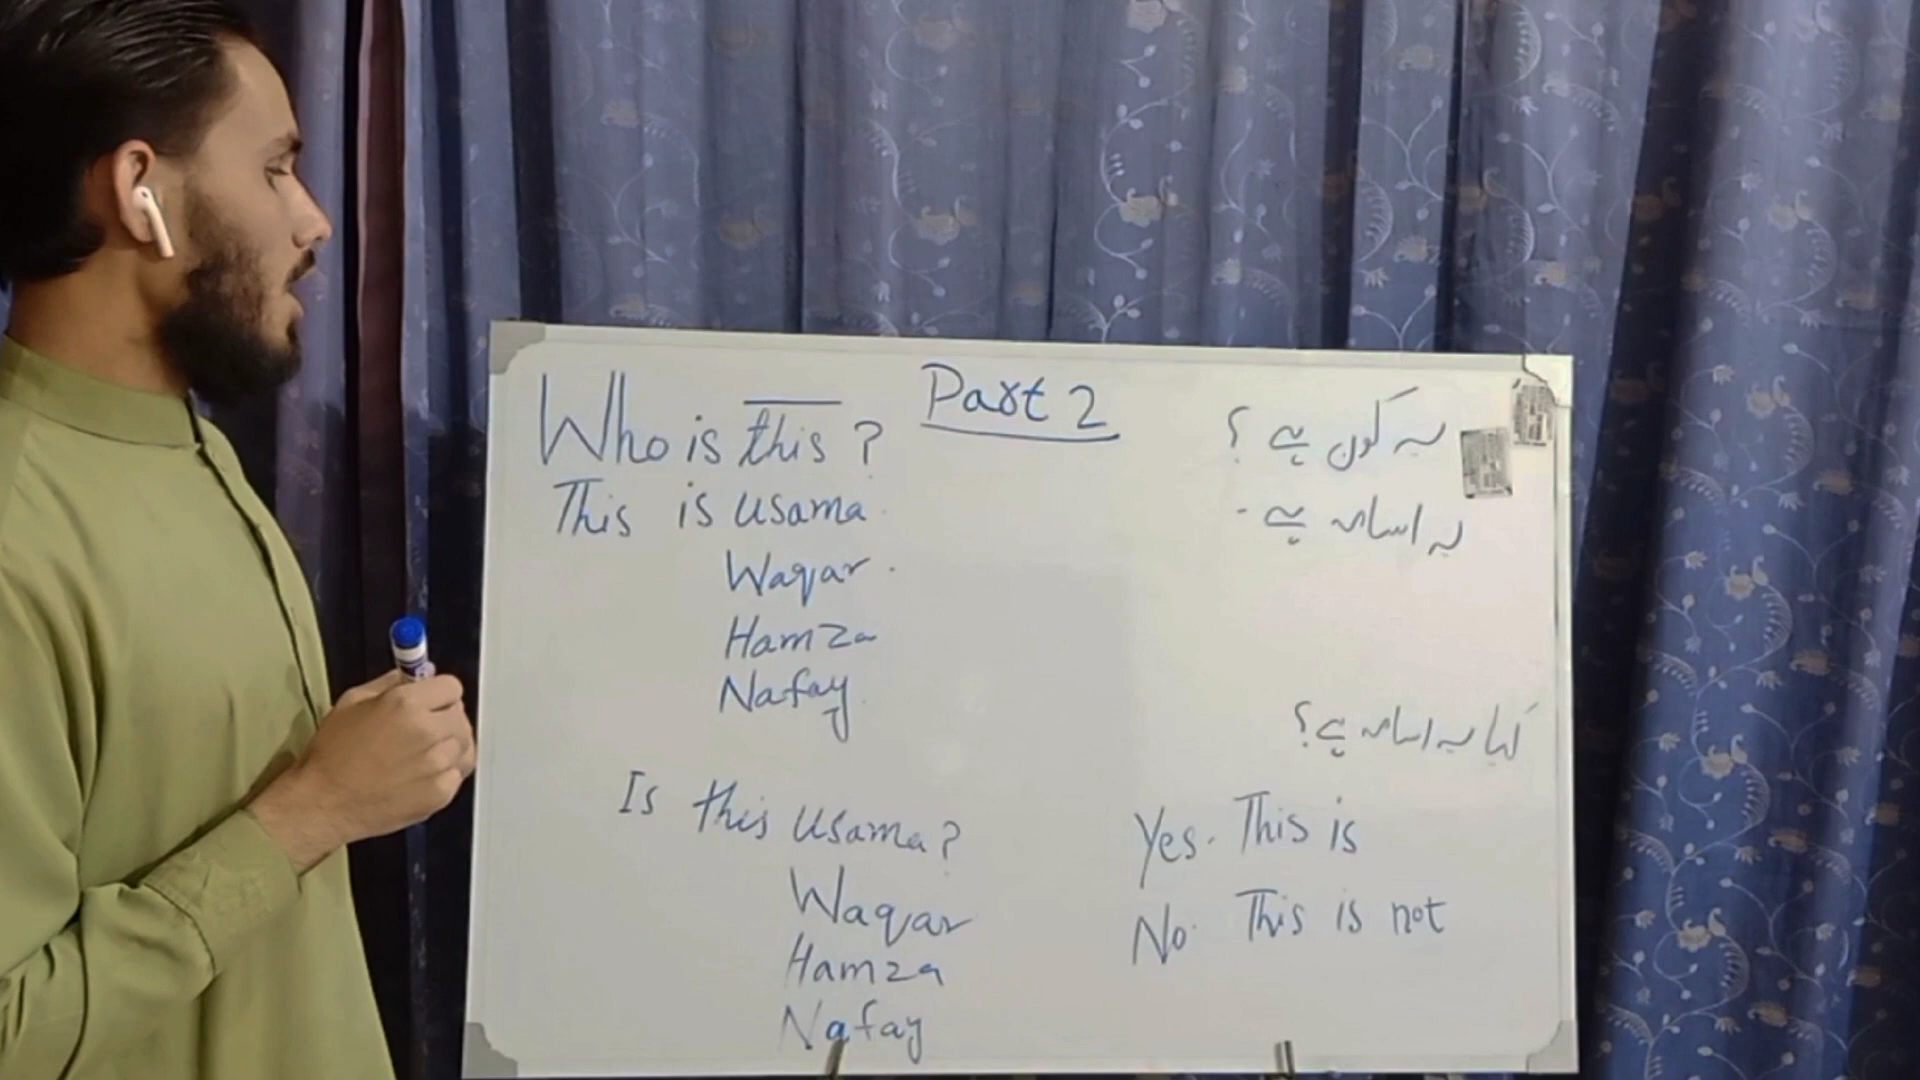 Part 2
Who is this? یہ کون ہے ؟
This is Usama یہ اسامہ ہے -
Waqar.
Hamza
Nafay
کیا یہ اسامہ ہے؟
Is this Usama? Yes. This is
Waqar No. This is not
Hamza
Nafay